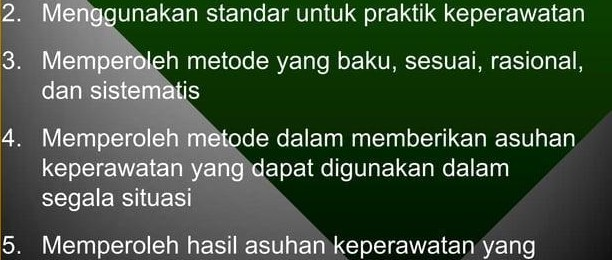 2. Menggunakan standar untuk praktik keperawatan
3. Memperoleh metode yang baku, sesuai, rasional,
dan sistematis
4. Memperoleh metode dalam memberikan asuhan
keperawatan yang dapat digunakan dalam
segala situasi
5. Memperoleh hasil asuhan keperawatan yang